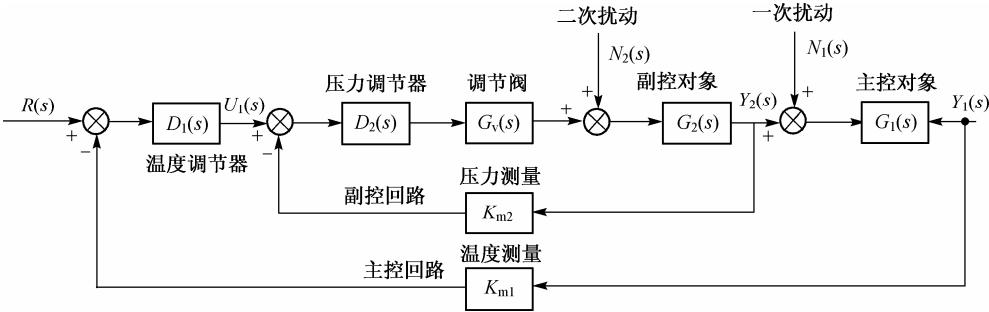 二次扰动
一次扰动
N₂(s)
N₁(s)
压力调节器
调节阀
副控对象
主控对象
R(s)
U₁(s)
+
+
Y₂(s)
+
Y₁(s)
D₁(s)
D₂(s)
Gᵥ(s)
G₂(s)
G₁(s)
+
−
+
−
+
温度调节器
压力测量
副控回路
Kₘ₂
温度测量
主控回路
Kₘ₁